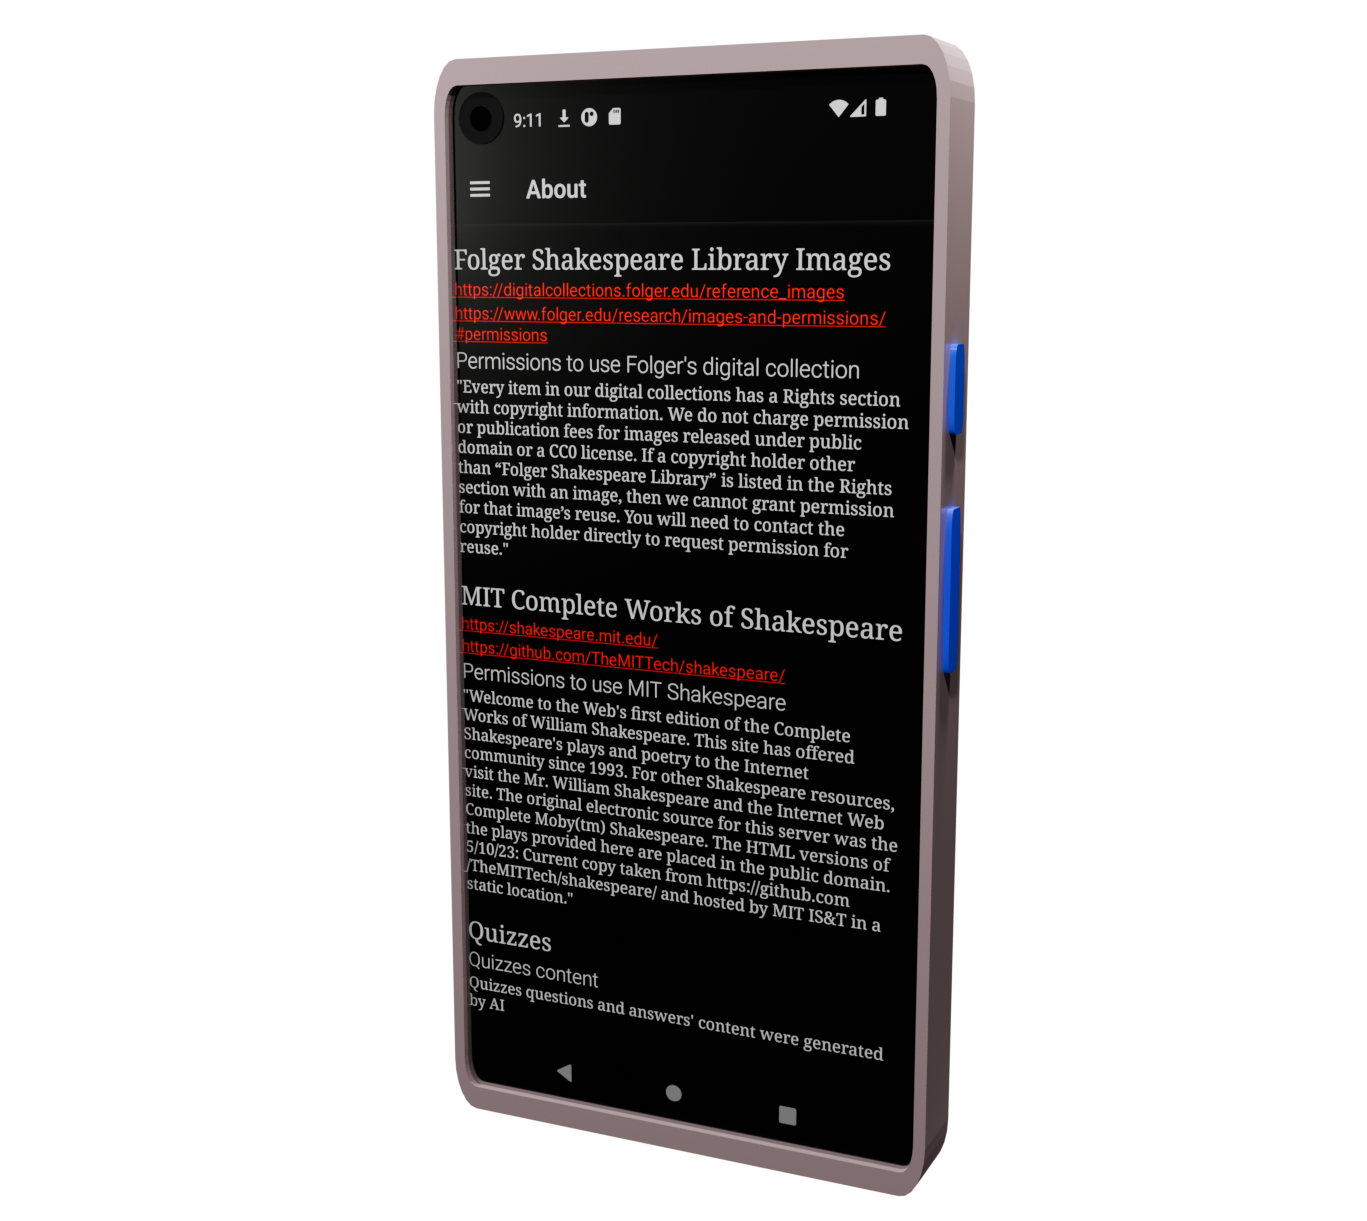 9:11
About
Folger Shakespeare Library Images
https://digitalcollections.folger.edu/reference_images
https://www.folger.edu/research/images-and-permissions/
#permissions
Permissions to use Folger's digital collection
"Every item in our digital collections has a Rights section
with copyright information. We do not charge permission
or publication fees for images released under public
domain or a CC0 license. If a copyright holder other
than “Folger Shakespeare Library” is listed in the Rights
section with an image, then we cannot grant permission
for that image’s reuse. You will need to contact the
copyright holder directly to request permission for
reuse."
MIT Complete Works of Shakespeare
https://shakespeare.mit.edu/
https://github.com/TheMITTech/shakespeare/
Permissions to use MIT Shakespeare
"Welcome to the Web's first edition of the Complete
Works of William Shakespeare. This site has offered
Shakespeare's plays and poetry to the Internet
community since 1993. For other Shakespeare resources,
visit the Mr. William Shakespeare and the Internet Web
site. The original electronic source for this server was the
Complete Moby(tm) Shakespeare. The HTML versions of
the plays provided here are placed in the public domain.
5/10/23: Current copy taken from https://github.com
/TheMITTech/shakespeare/ and hosted by MIT IS&T in a
static location."
Quizzes
Quizzes content
Quizzes questions and answers' content were generated
by AI